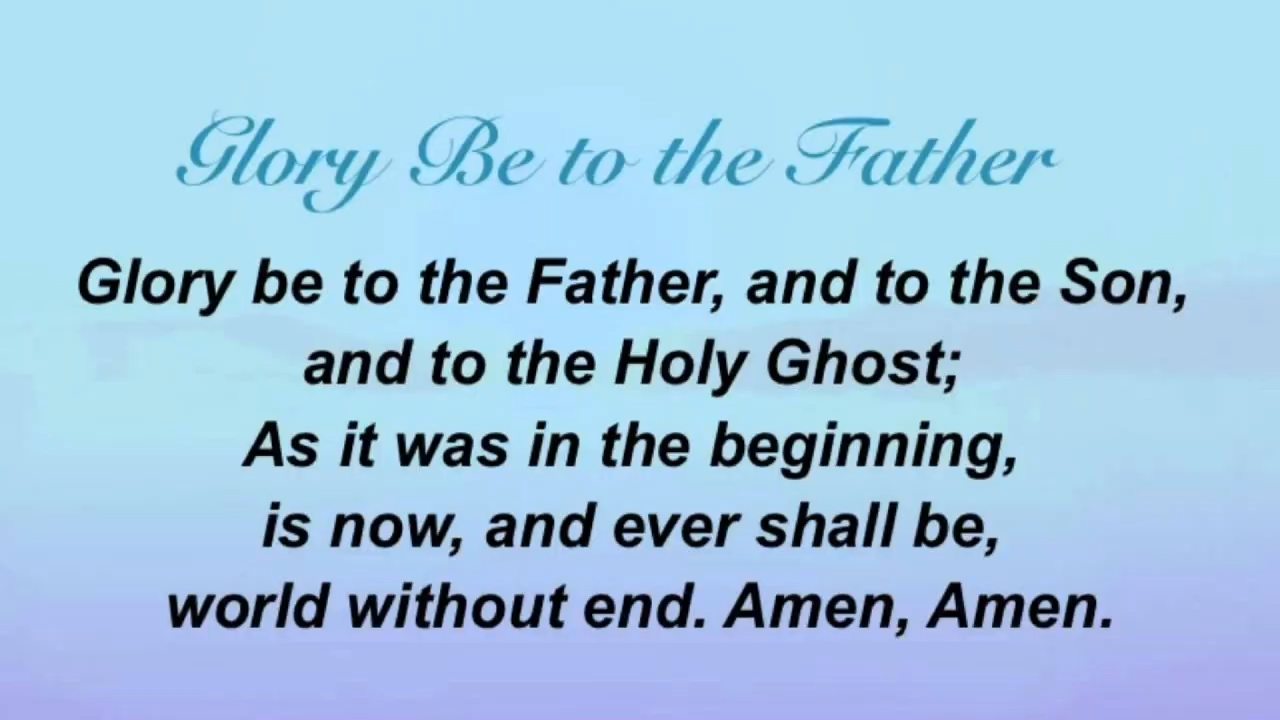 Glory Be to the Father
Glory be to the Father, and to the Son,
and to the Holy Ghost;
As it was in the beginning,
is now, and ever shall be,
world without end. Amen, Amen.